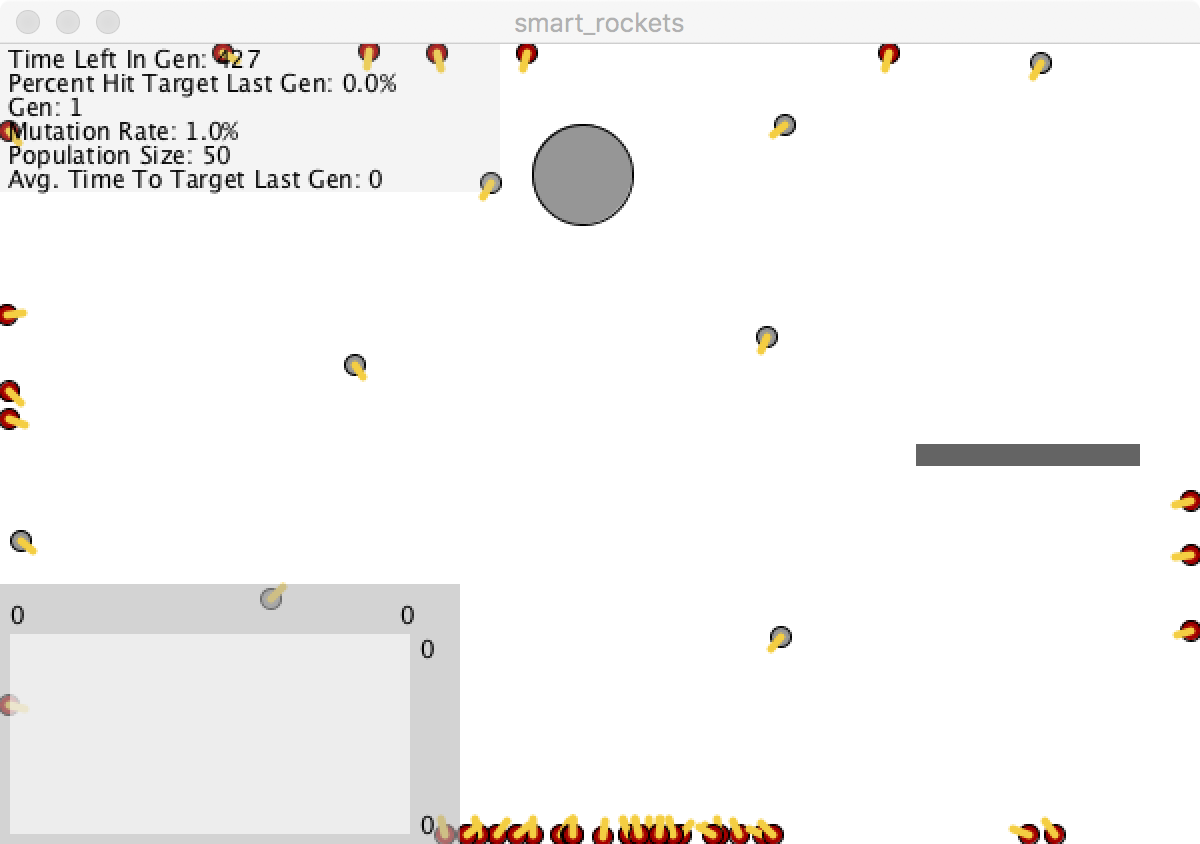 smart_rockets
Time Left In Gen: 427
Percent Hit Target Last Gen: 0.0%
Gen: 1
Mutation Rate: 1.0%
Population Size: 50
Avg. Time To Target Last Gen: 0
0 0
0
0